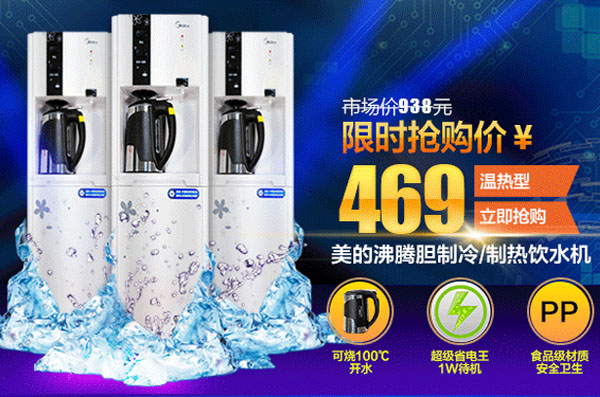 Midea
Midea
Midea
市场价938元
限时抢购价¥
469
温热型
立即抢购
美的沸腾胆制冷/制热饮水机
PP
可烧100℃
开水
超级省电王
1W待机
食品级材质
安全卫生